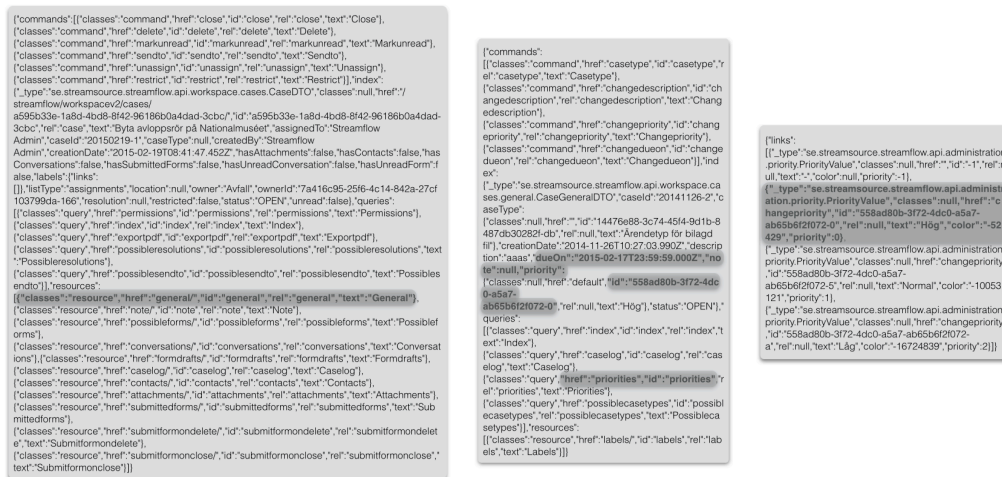 {"commands":[{"classes":"command","href":"close","id":"close","rel":"close","text":"Close"},
{"classes":"command","href":"delete","id":"delete","rel":"delete","text":"Delete"},
{"classes":"command","href":"markunread","id":"markunread","rel":"markunread","text":"Markunread"},
{"classes":"command","href":"sendto","id":"sendto","rel":"sendto","text":"Sendto"},
{"classes":"command","href":"unassign","id":"unassign","rel":"unassign","text":"Unassign"},
{"classes":"command","href":"restrict","id":"restrict","rel":"restrict","text":"Restrict"}],"index":
{"_type":"se.streamsource.streamflow.api.workspace.cases.CaseDTO","classes":null,"href":"/
streamflow/workspacev2/cases/
a595b33e-1a8d-4bd8-8f42-96186b0a4dad-3cbc/","id":"a595b33e-1a8d-4bd8-8f42-96186b0a4dad-
3cbc","rel":"case","text":"Byta avloppsrör på Nationalmuséet","assignedTo":"Streamflow
Admin","caseId":"20150219-1","caseType":null,"createdBy":"Streamflow
Admin","creationDate":"2015-02-19T08:41:47.452Z","hasAttachments":false,"hasContacts":false,"has
Conversations":false,"hasSubmittedForms":false,"hasUnreadConversation":false,"hasUnreadForm":f
alse,"labels":{"links":
[]},"listType":"assignments","location":null,"owner":"Avfall","ownerId":"7a416c95-25f6-4c14-842a-27cf
103799da-166","resolution":null,"restricted":false,"status":"OPEN","unread":false},"queries":
[{"classes":"query","href":"permissions","id":"permissions","rel":"permissions","text":"Permissions"},
{"classes":"query","href":"index","id":"index","rel":"index","text":"Index"},
{"classes":"query","href":"exportpdf","id":"exportpdf","rel":"exportpdf","text":"Exportpdf"},
{"classes":"query","href":"possibleresolutions","id":"possibleresolutions","rel":"possibleresolutions","text
":"Possibleresolutions"},
{"classes":"query","href":"possiblesendto","id":"possiblesendto","rel":"possiblesendto","text":"Possibles
endto"}],"resources":
[{"classes":"resource","href":"general/","id":"general","rel":"general","text":"General"},
{"classes":"resource","href":"note/","id":"note","rel":"note","text":"Note"},
{"classes":"resource","href":"possibleforms/","id":"possibleforms","rel":"possibleforms","text":"Possiblef
orms"},
{"classes":"resource","href":"conversations/","id":"conversations","rel":"conversations","text":"Conversat
ions"},{"classes":"resource","href":"formdrafts/","id":"formdrafts","rel":"formdrafts","text":"Formdrafts"},
{"classes":"resource","href":"caselog/","id":"caselog","rel":"caselog","text":"Caselog"},
{"classes":"resource","href":"contacts/","id":"contacts","rel":"contacts","text":"Contacts"},
{"classes":"resource","href":"attachments/","id":"attachments","rel":"attachments","text":"Attachments"},
{"classes":"resource","href":"submittedforms/","id":"submittedforms","rel":"submittedforms","text":"Sub
mittedforms"},
{"classes":"resource","href":"submitformondelete/","id":"submitformondelete","rel":"submitformondelet
e","text":"Submitformondelete"},
{"classes":"resource","href":"submitformonclose/","id":"submitformonclose","rel":"submitformonclose","
text":"Submitformonclose"}]}
{"commands":
[{"classes":"command","href":"casetype","id":"casetype","r
el":"casetype","text":"Casetype"},
{"classes":"command","href":"changedescription","id":"ch
angedescription","rel":"changedescription","text":"Chang
edescription"},
{"classes":"command","href":"changepriority","id":"chang
epriority","rel":"changepriority","text":"Changepriority"},
{"classes":"command","href":"changedueon","id":"change
dueon","rel":"changedueon","text":"Changedueon"}],"ind
ex":
{"_type":"se.streamsource.streamflow.api.workspace.ca
ses.general.CaseGeneralDTO","caseId":"20141126-2","c
aseType":
{"classes":null,"href":"","id":"14476e88-3c74-45f4-9d1b-8
487db30282f-db","rel":null,"text":"Ärendetyp för bilagd
fil"},"creationDate":"2014-11-26T10:27:03.990Z","descrip
tion":"aaas","dueOn":"2015-02-17T23:59:59.000Z","no
te":null,"priority":
{"classes":null,"href":"default","id":"558ad80b-3f72-4dc
0-a5a7-
ab65b6f2f072-0","rel":null,"text":"Hög"},"status":"OPEN"},"
queries":
[{"classes":"query","href":"index","id":"index","rel":"index","t
ext":"Index"},
{"classes":"query","href":"caselog","id":"caselog","rel":"cas
elog","text":"Caselog"},
{"classes":"query","href":"priorities","id":"priorities","r
el":"priorities","text":"Priorities"},
{"classes":"query","href":"possiblecasetypes","id":"possibl
ecasetypes","rel":"possiblecasetypes","text":"Possibleca
setypes"}],"resources":
[{"classes":"resource","href":"labels/","id":"labels","rel":"lab
els","text":"Labels"}]}
{"links":
[{"_type":"se.streamsource.streamflow.api.administration
.priority.PriorityValue","classes":null,"href":"","id":"-1","rel":n
ull,"text":"-","color":null,"priority":-1},
{"_type":"se.streamsource.streamflow.api.administr
ation.priority.PriorityValue","classes":null,"href":"c
hangepriority","id":"558ad80b-3f72-4dc0-a5a7-
ab65b6f2f072-0","rel":null,"text":"Hög","color":"-52
429","priority":0},
{"_type":"se.streamsource.streamflow.api.administration.
priority.PriorityValue","classes":null,"href":"changepriority"
,"id":"558ad80b-3f72-4dc0-a5a7-
ab65b6f2f072-5","rel":null,"text":"Normal","color":"-10053
121","priority":1},
{"_type":"se.streamsource.streamflow.api.administration.
priority.PriorityValue","classes":null,"href":"changepriority"
,"id":"558ad80b-3f72-4dc0-a5a7-ab65b6f2f072-
a","rel":null,"text":"Låg","color":"-16724839","priority":2}]}